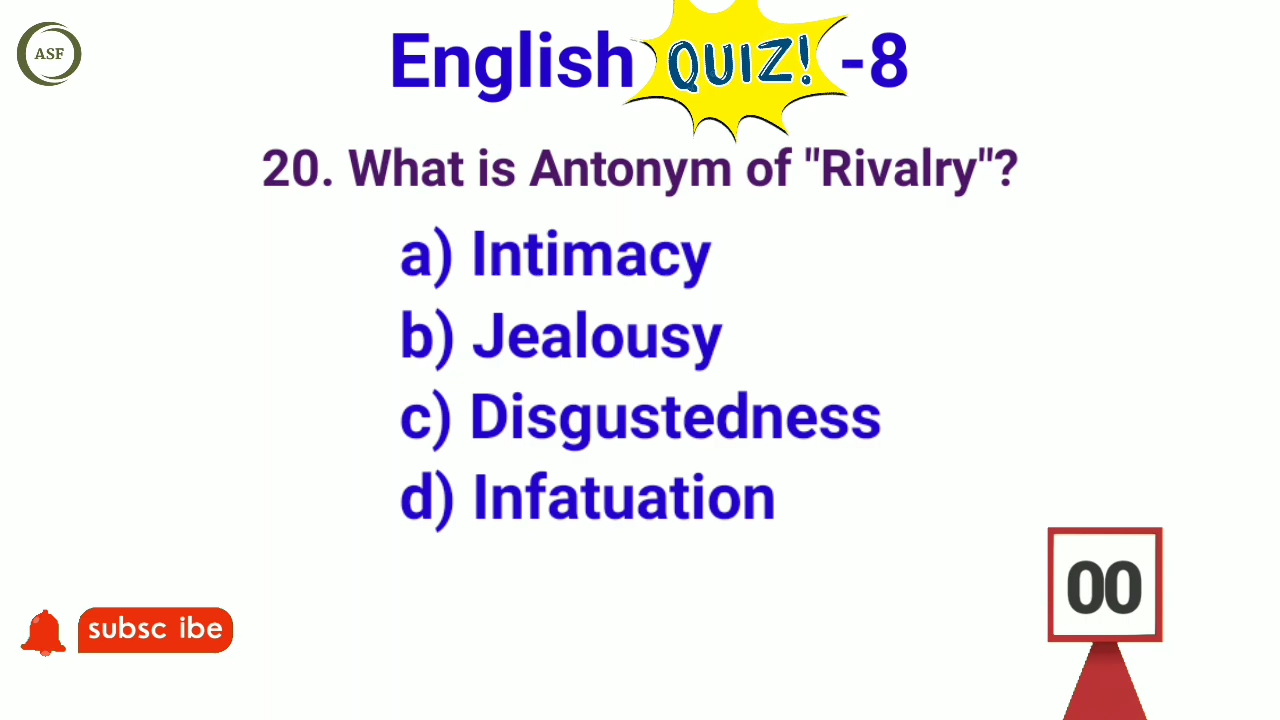 ASF
English QUIZ! -8
20. What is Antonym of "Rivalry"?
a) Intimacy
b) Jealousy
c) Disgustedness
d) Infatuation
00
subsc ibe